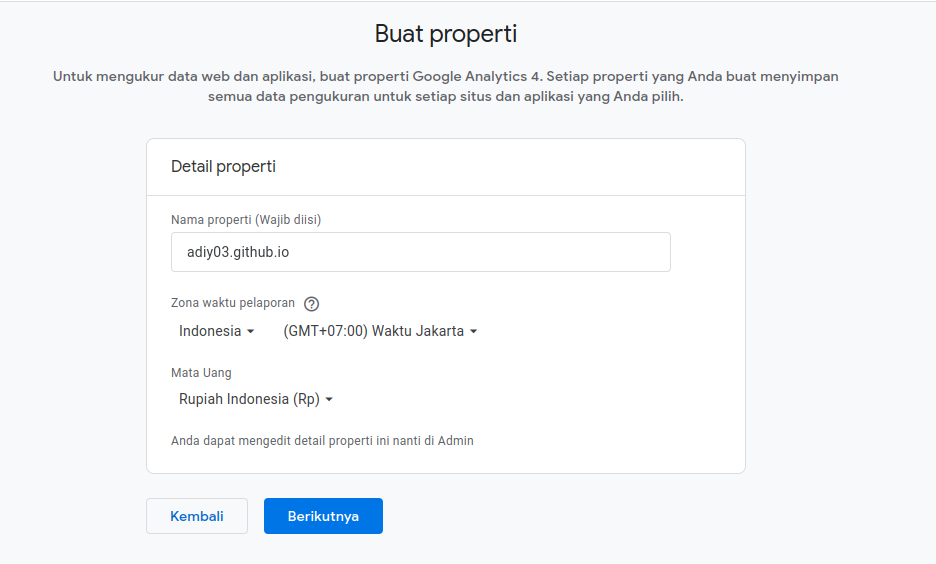 Buat properti
Untuk mengukur data web dan aplikasi, buat properti Google Analytics 4. Setiap properti yang Anda buat menyimpan
semua data pengukuran untuk setiap situs dan aplikasi yang Anda pilih.
Detail properti
Nama properti (Wajib diisi)
adiy03.github.io
Zona waktu pelaporan ?
Indonesia (GMT+07:00) Waktu Jakarta
Mata Uang
Rupiah Indonesia (Rp)
Anda dapat mengedit detail properti ini nanti di Admin
Kembali Berikutnya